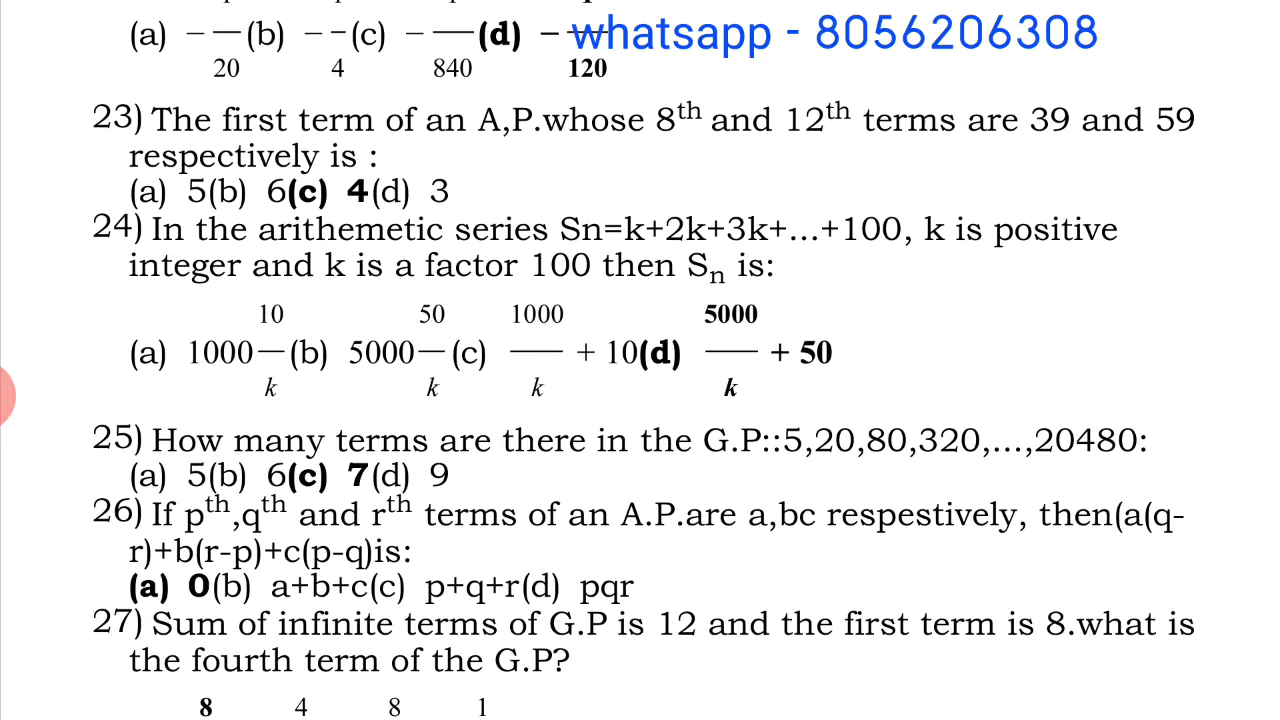 (a) − — (b) − − (c) − — (d) − whatsapp - 8056206308
20 4 840 120
23) The first term of an A,P.whose 8th and 12th terms are 39 and 59
respectively is :
(a) 5(b) 6(c) 4(d) 3
24) In the arithemetic series Sn=k+2k+3k+...+100, k is positive
integer and k is a factor 100 then Sn is:
10 50 1000 5000
(a) 1000 — (b) 5000 — (c) — + 10(d) — + 50
k k k k
25) How many terms are there in the G.P::5,20,80,320,...,20480:
(a) 5(b) 6(c) 7(d) 9
26) If pth,qth and rth terms of an A.P.are a,bc respestively, then(a(q-
r)+b(r-p)+c(p-q)is:
(a) 0(b) a+b+c(c) p+q+r(d) pqr
27) Sum of infinite terms of G.P is 12 and the first term is 8.what is
the fourth term of the G.P?
8 4 8 1